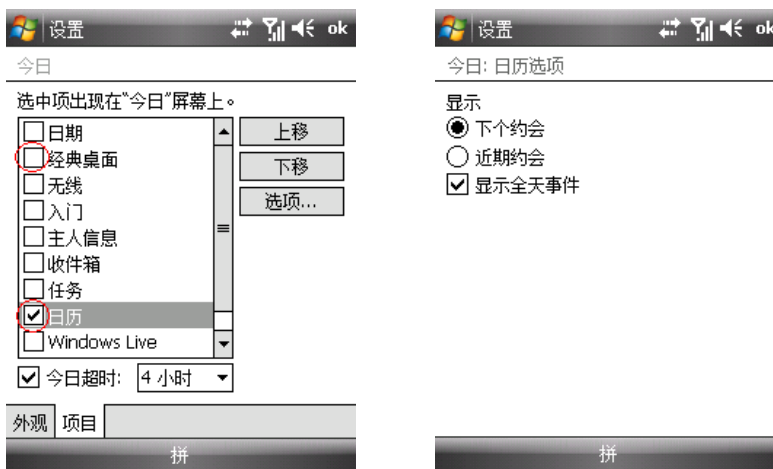 设置
ok
今日
选中项出现在“今日”屏幕上。
日期
经典桌面
无线
入门
主人信息
收件箱
任务
日历
Windows Live
上移
下移
选项...
今日超时: 4 小时
外观 项目
拼
设置
ok
今日: 日历选项
显示
下个约会
近期约会
显示全天事件
拼